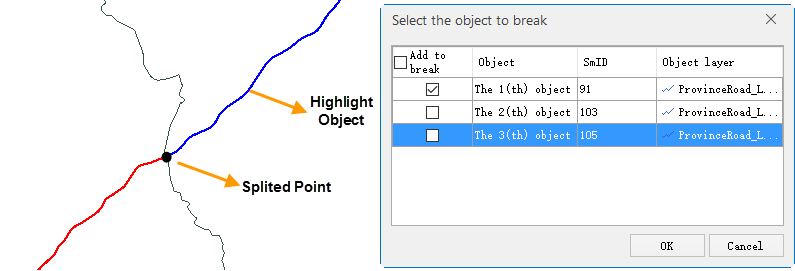 Highlight
Object
Splited Point
Select the object to break
Add to
break
Object
SmID
Object layer
The 1(th) object
91
ProvinceRoad_L...
The 2(th) object
103
ProvinceRoad_L...
The 3(th) object
105
ProvinceRoad_L...
OK
Cancel